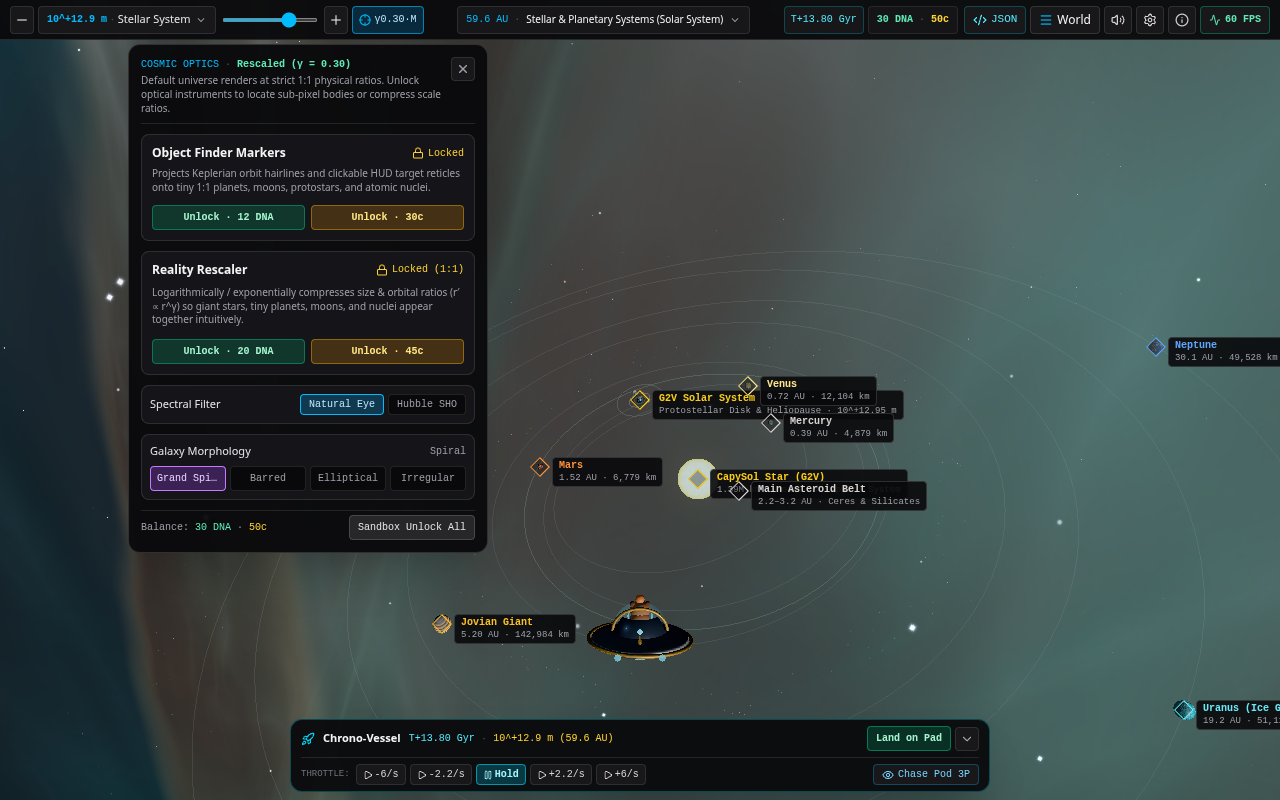 10^+12.9 m · Stellar System
γ0.30·M
59.6 AU · Stellar & Planetary Systems (Solar System)
T+13.80 Gyr
30 DNA · 50c
JSON
World
60 FPS
COSMIC OPTICS · Rescaled (γ = 0.30)
Default universe renders at strict 1:1 physical ratios. Unlock
optical instruments to locate sub-pixel bodies or compress scale
ratios.
Object Finder Markers
Locked
Projects Keplerian orbit hairlines and clickable HUD target reticles
onto tiny 1:1 planets, moons, protostars, and atomic nuclei.
Unlock · 12 DNA
Unlock · 30c
Reality Rescaler
Locked (1:1)
Logarithmically / exponentially compresses size & orbital ratios (r'
∝ r^γ) so giant stars, tiny planets, moons, and nuclei appear
together intuitively.
Unlock · 20 DNA
Unlock · 45c
Spectral Filter
Natural Eye
Hubble SHO
Galaxy Morphology
Spiral
Grand Spi…
Barred
Elliptical
Irregular
Balance: 30 DNA · 50c
Sandbox Unlock All
Neptune
30.1 AU · 49,528 km
Venus
0.72 AU · 12,104 km
G2V Solar System
Protostellar Disk & Heliopause · 10^+12.95 m
Mercury
0.39 AU · 4,879 km
Mars
1.52 AU · 6,779 km
CapySol Star (G2V)
Main Asteroid Belt
2.2–3.2 AU · Ceres & Silicates
Jovian Giant
5.20 AU · 142,984 km
Uranus (Ice G
19.2 AU · 51,1
Chrono-Vessel T+13.80 Gyr · 10^+12.9 m (59.6 AU)
Land on Pad
THROTTLE:
-6/s
-2.2/s
Hold
+2.2/s
+6/s
Chase Pod 3P